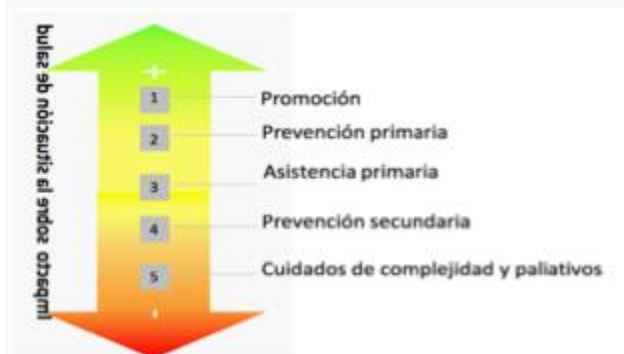 Impacto sobre la situación de salud
+
1 Promoción
2 Prevención primaria
3 Asistencia primaria
4 Prevención secundaria
5 Cuidados de complejidad y paliativos
-